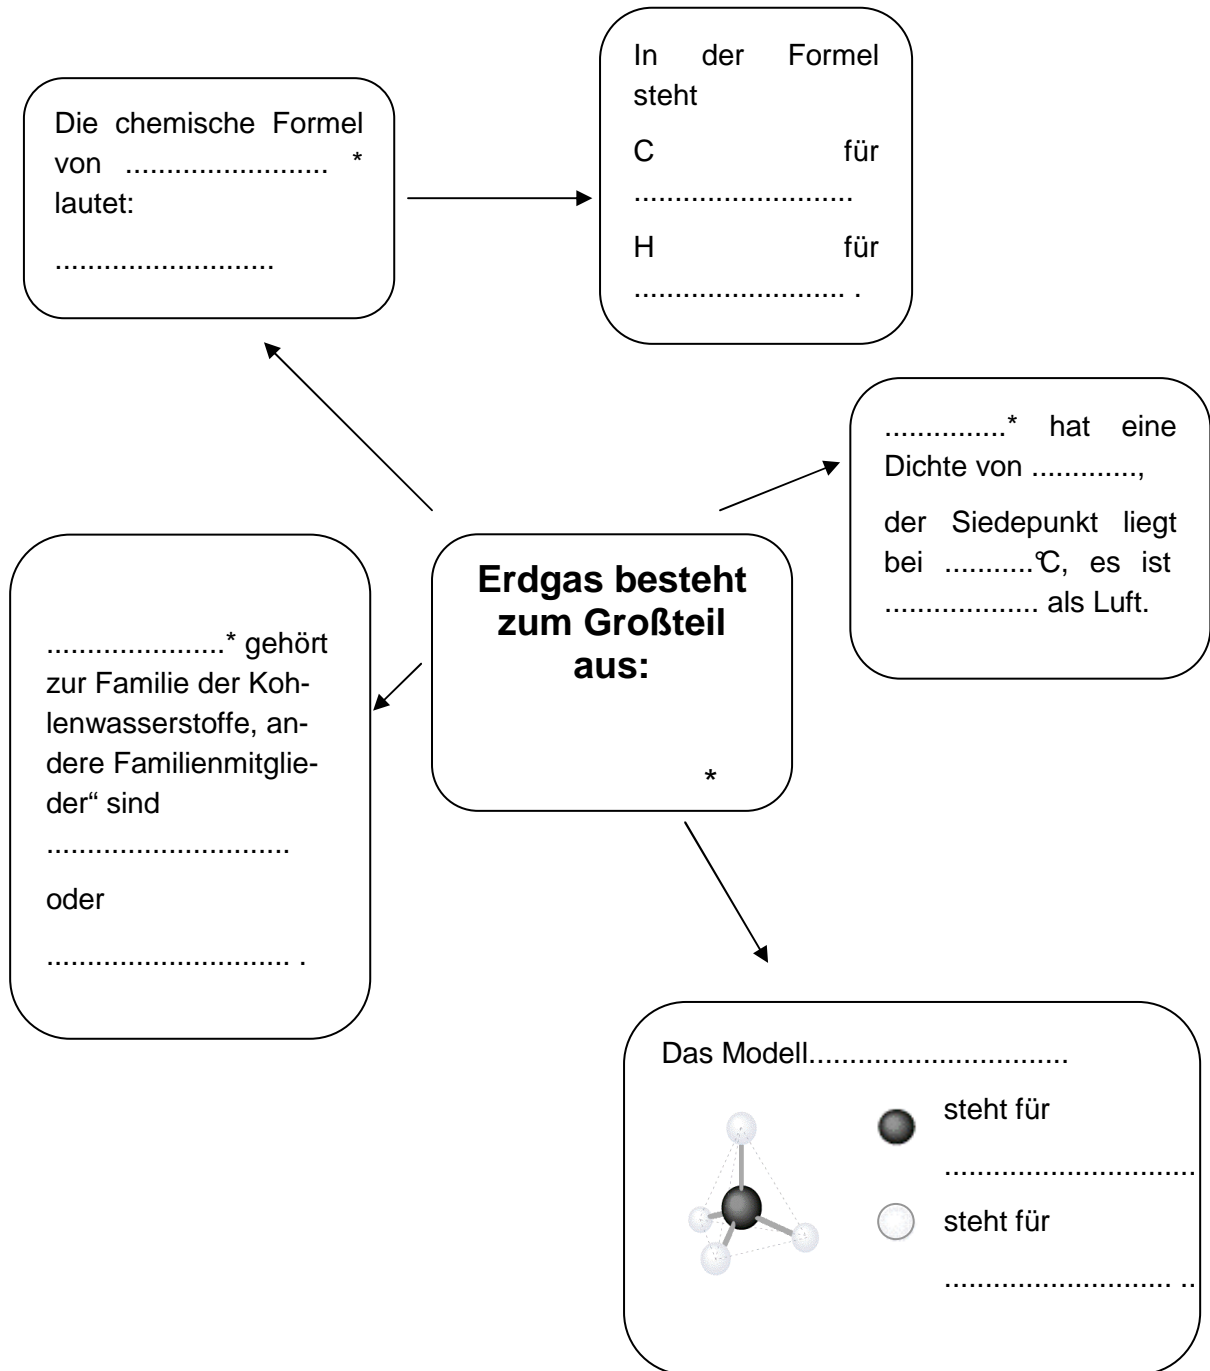 In der Formel
steht
C für
...........................
H für
.......................... .
Die chemische Formel
von ......................... *
lautet:
...........................
...............* hat eine
Dichte von .............,
der Siedepunkt liegt
bei ...........°C, es ist
................... als Luft.
Erdgas besteht
zum Großteil
aus:
*
......................* gehört
zur Familie der Koh-
lenwasserstoffe, an-
dere Familienmitglie-
der“ sind
..............................
oder
.............................. .
Das Modell................................
steht für
...............................
steht für
............................ ..